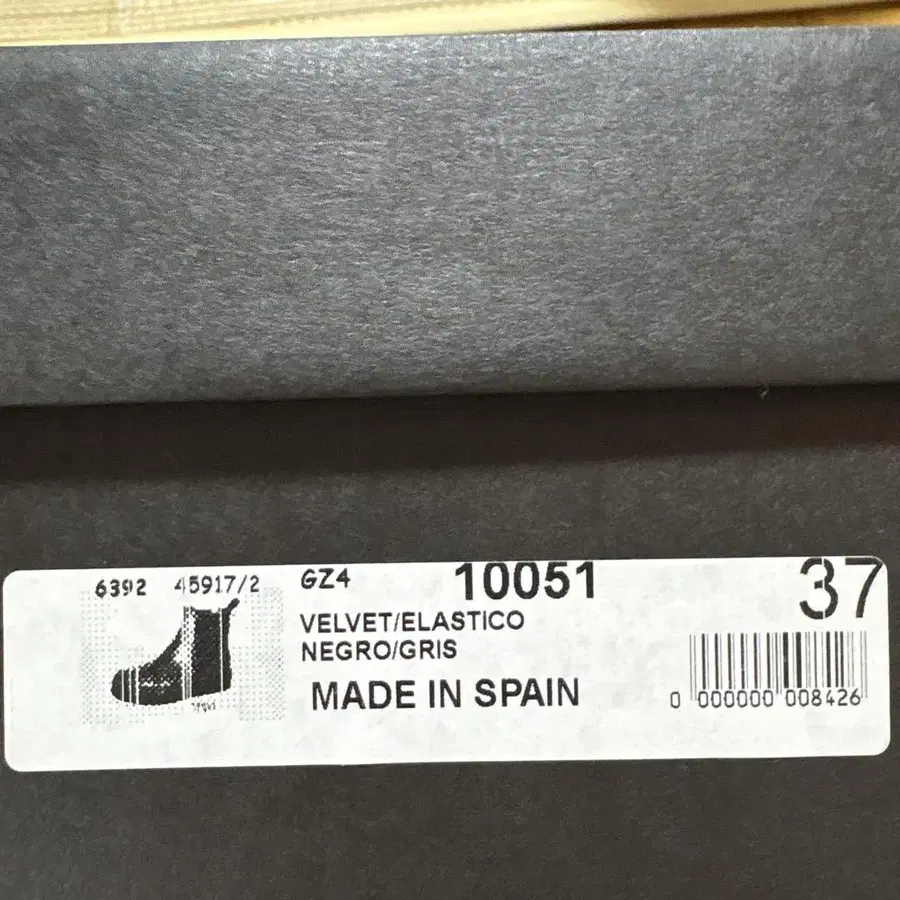 6392 45917/2 GZ4 10051 37
VELVET/ELASTICO
NEGRO/GRIS
MADE IN SPAIN
0 000000 008426